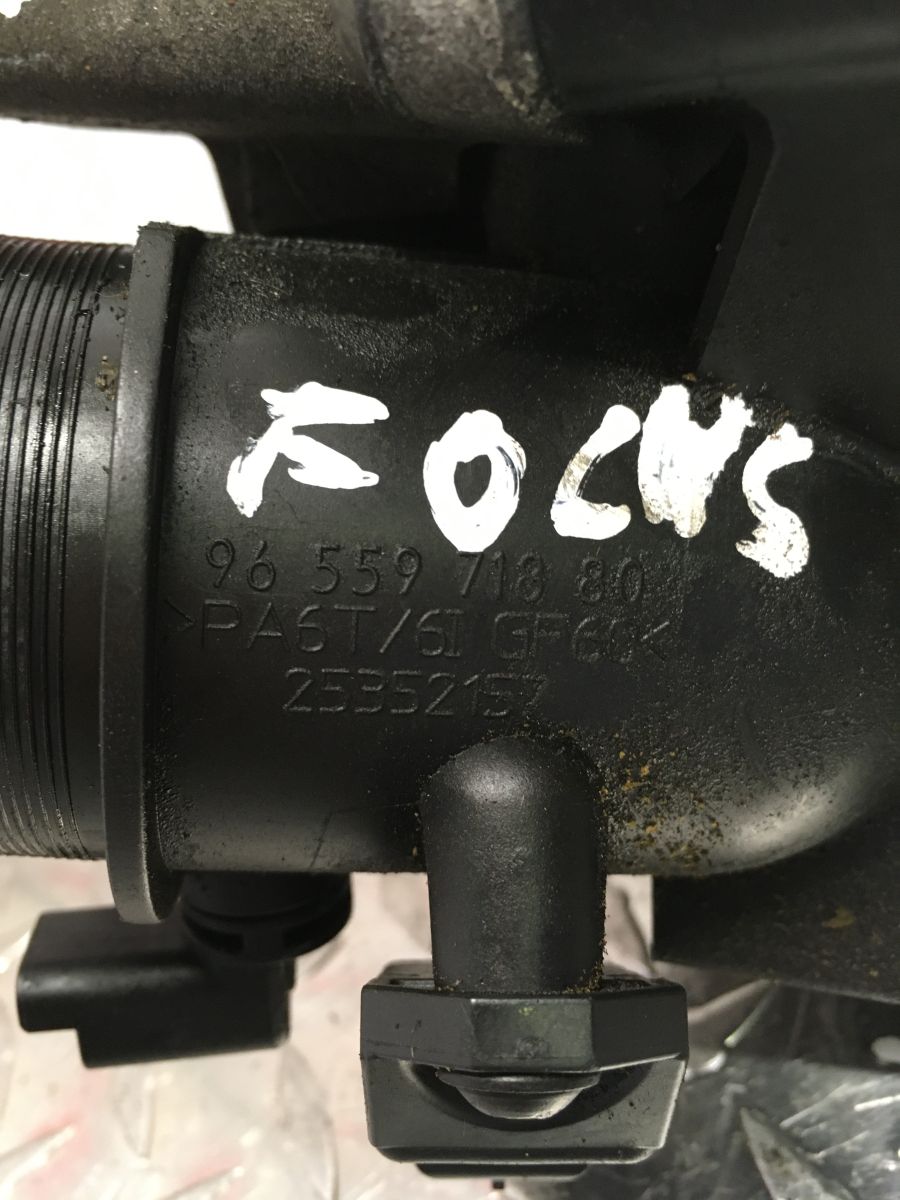 FOCUS
96 559 718 80
>PA6T/6I GF60<
25352157